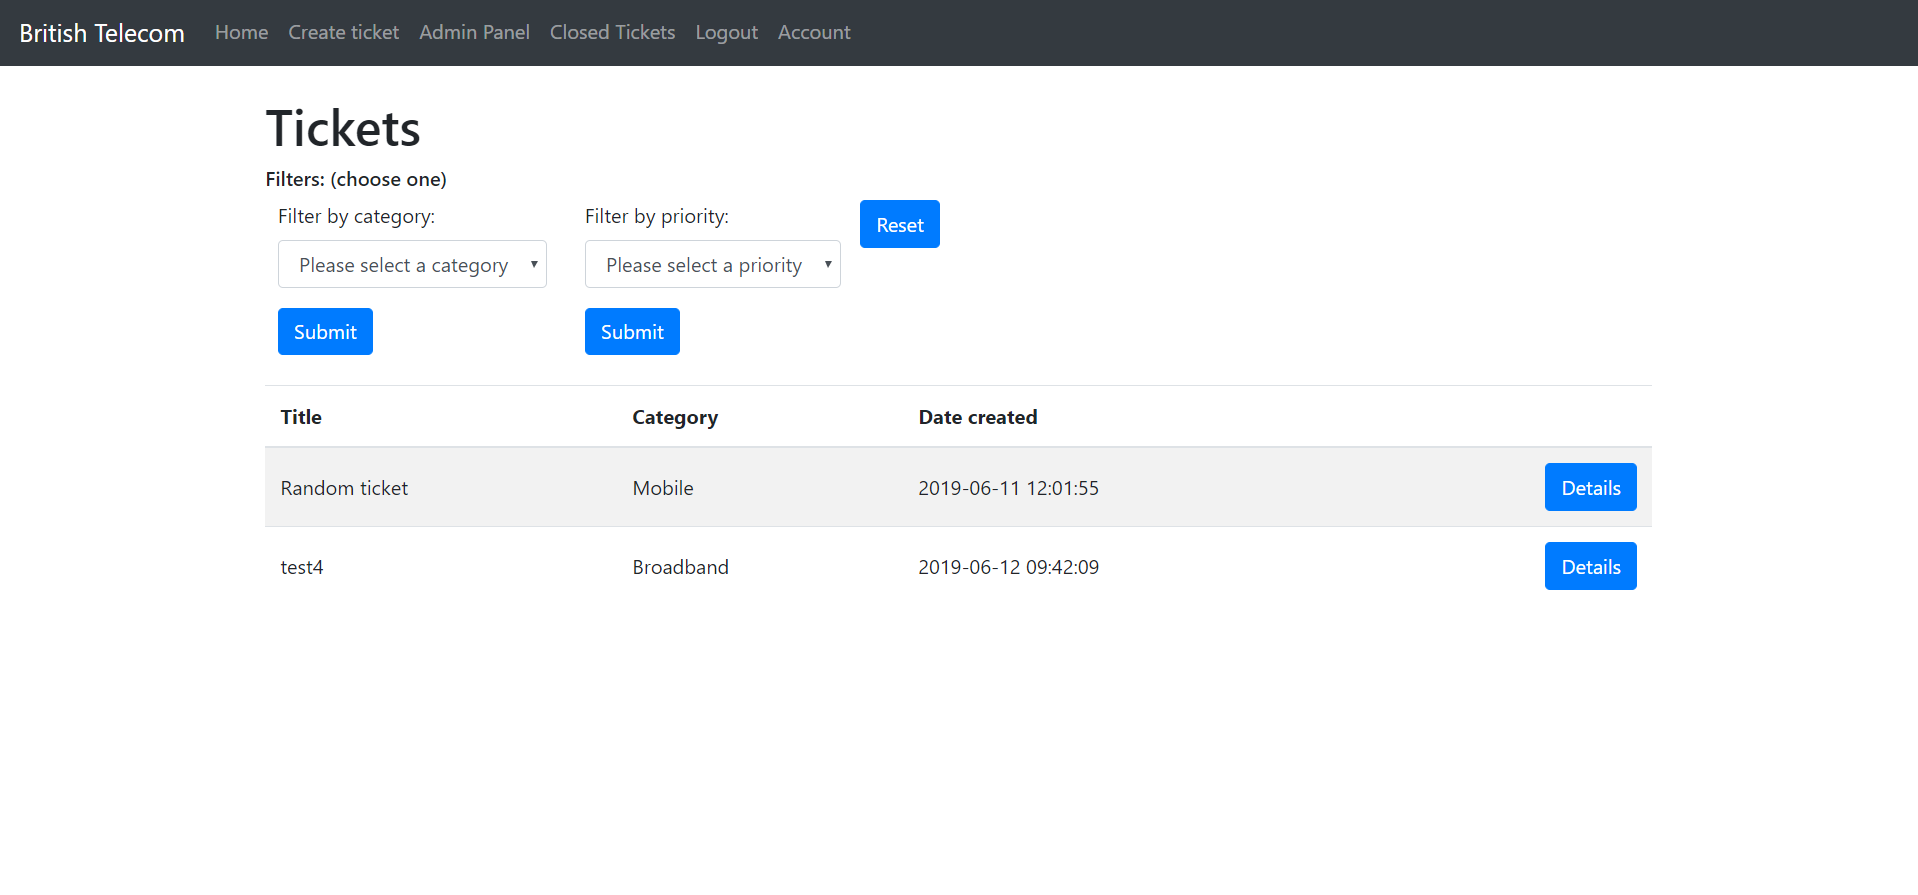 British Telecom Home Create ticket Admin Panel Closed Tickets Logout Account
Tickets
Filters: (choose one)
Filter by category: Filter by priority: Reset
Please select a category Please select a priority
Submit Submit
Title Category Date created
Random ticket Mobile 2019-06-11 12:01:55 Details
test4 Broadband 2019-06-12 09:42:09 Details